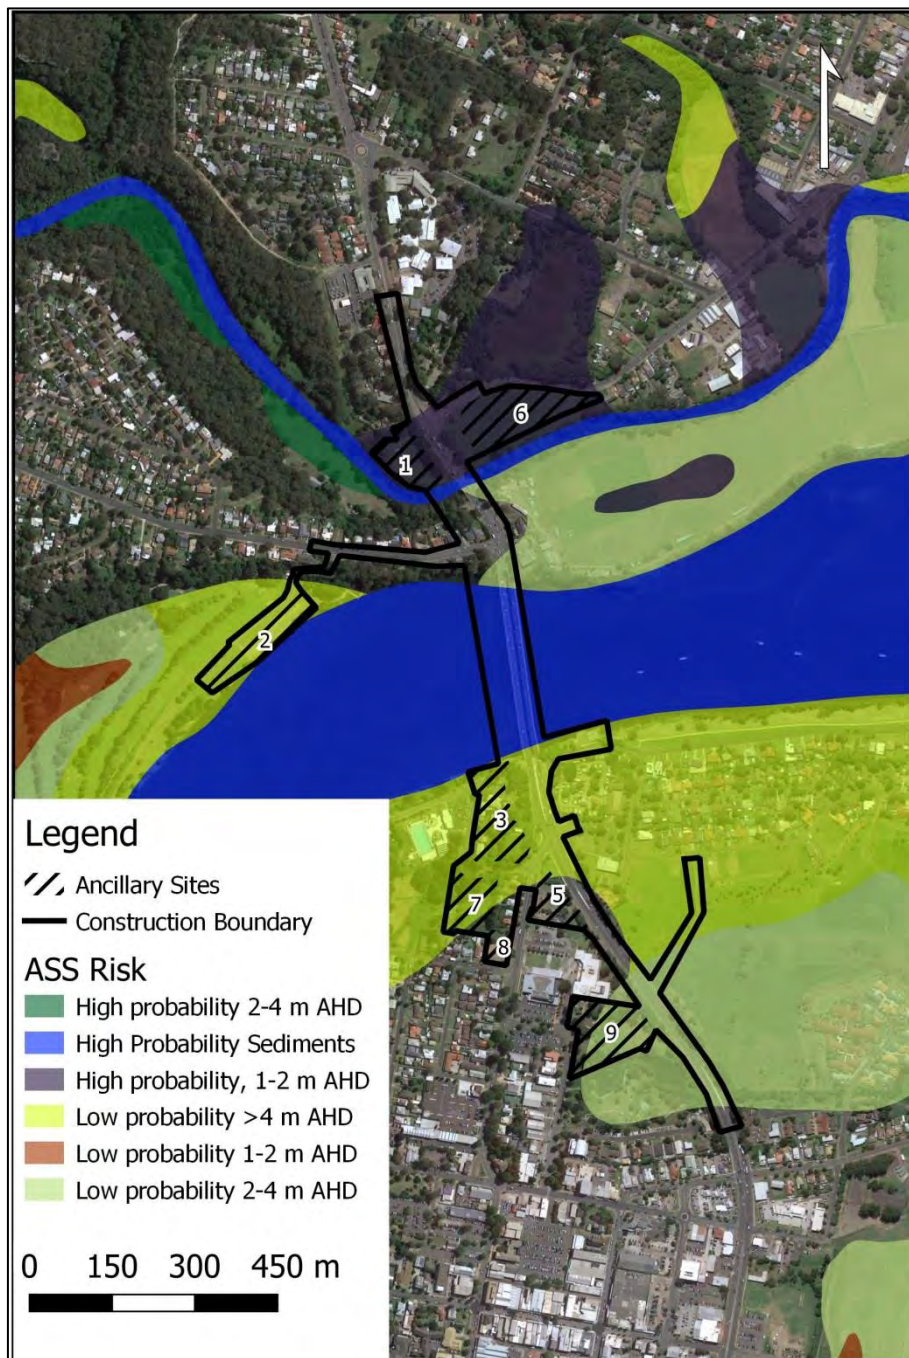 6
1
2
3
7
5
8
9
Legend
Ancillary Sites
Construction Boundary
ASS Risk
High probability 2-4 m AHD
High Probability Sediments
High probability, 1-2 m AHD
Low probability >4 m AHD
Low probability 1-2 m AHD
Low probability 2-4 m AHD
0 150 300 450 m